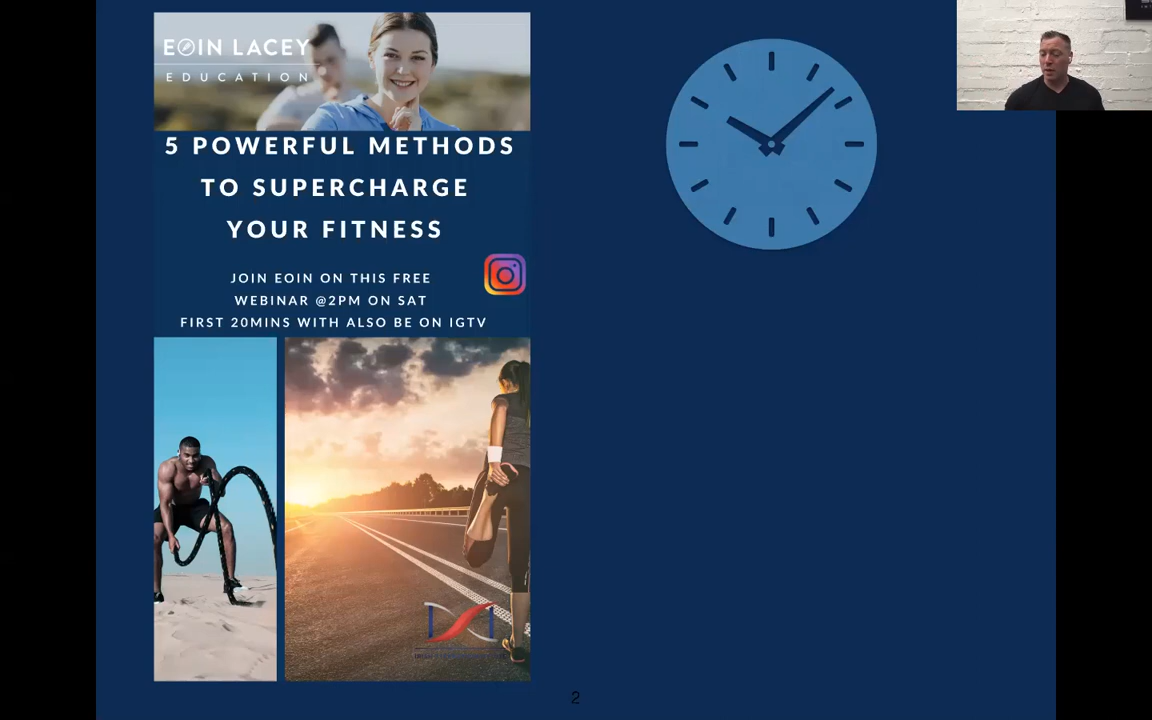 EOIN LACEY
EDUCATION
5 POWERFUL METHODS
TO SUPERCHARGE
YOUR FITNESS
JOIN EOIN ON THIS FREE
WEBINAR @2PM ON SAT
FIRST 20MINS WITH ALSO BE ON IGTV
2